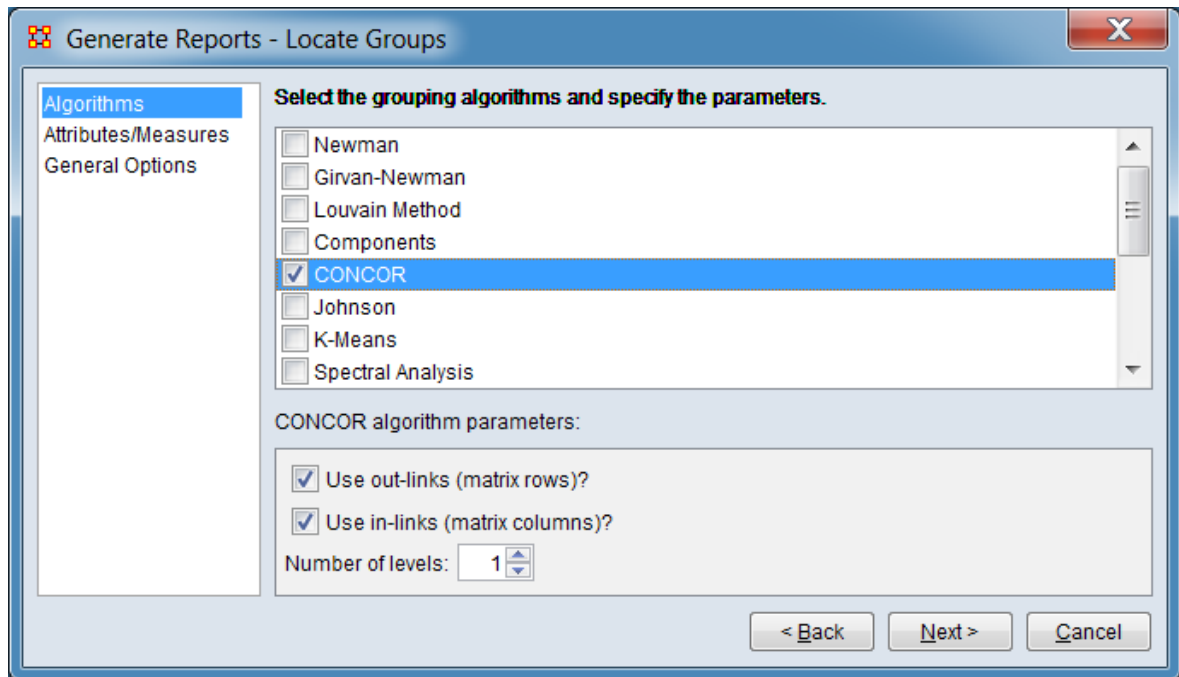 Generate Reports - Locate Groups
Algorithms
Attributes/Measures
General Options
Select the grouping algorithms and specify the parameters.
Newman
Girvan-Newman
Louvain Method
Components
CONCOR
Johnson
K-Means
Spectral Analysis
CONCOR algorithm parameters:
Use out-links (matrix rows)?
Use in-links (matrix columns)?
Number of levels: 1
< Back Next > Cancel